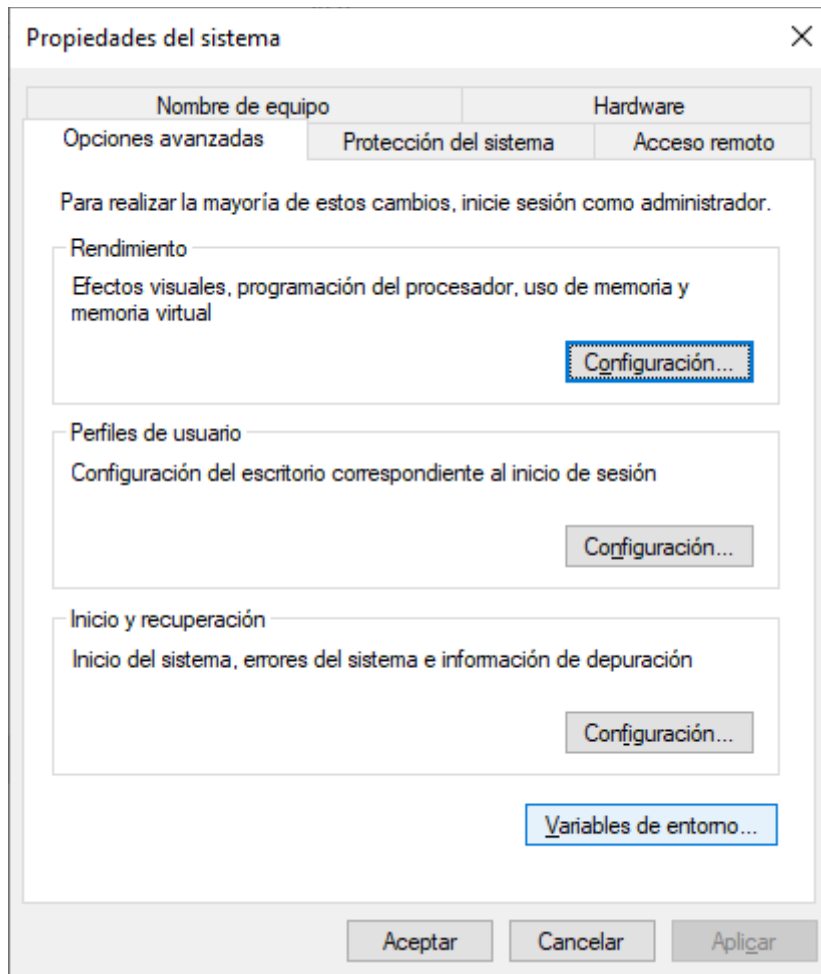 Propiedades del sistema
Nombre de equipo
Hardware
Opciones avanzadas
Protección del sistema
Acceso remoto
Para realizar la mayoría de estos cambios, inicie sesión como administrador.
Rendimiento
Efectos visuales, programación del procesador, uso de memoria y
memoria virtual
Configuración...
Perfiles de usuario
Configuración del escritorio correspondiente al inicio de sesión
Configuración...
Inicio y recuperación
Inicio del sistema, errores del sistema e información de depuración
Configuración...
Variables de entorno...
Aceptar
Cancelar
Aplicar